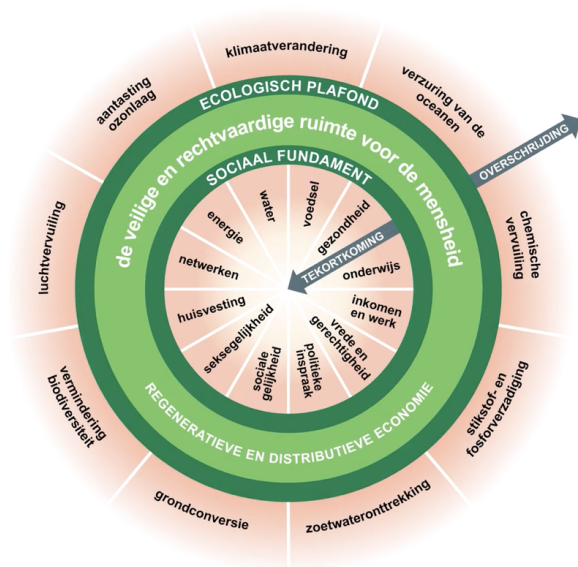 klimaatverandering
verzuring van de
oceanen
chemische
vervuiling
stikstof- en
fosforverzadiging
zoetwateronttrekking
grondconversie
vermindering
biodiversiteit
luchtvervuiling
aantasting
ozonlaag
OVERSCHRIJDING
ECOLOGISCH PLAFOND
de veilige en rechtvaardige ruimte voor de mensheid
SOCIAAL FUNDAMENT
REGENERATIEVE EN DISTRIBUTIEVE ECONOMIE
TEKORTKOMING
water
voedsel
gezondheid
onderwijs
inkomen
en werk
vrede en
gerechtigheid
politieke
inspraak
sociale
gelijkheid
seksegelijkheid
huisvesting
netwerken
energie